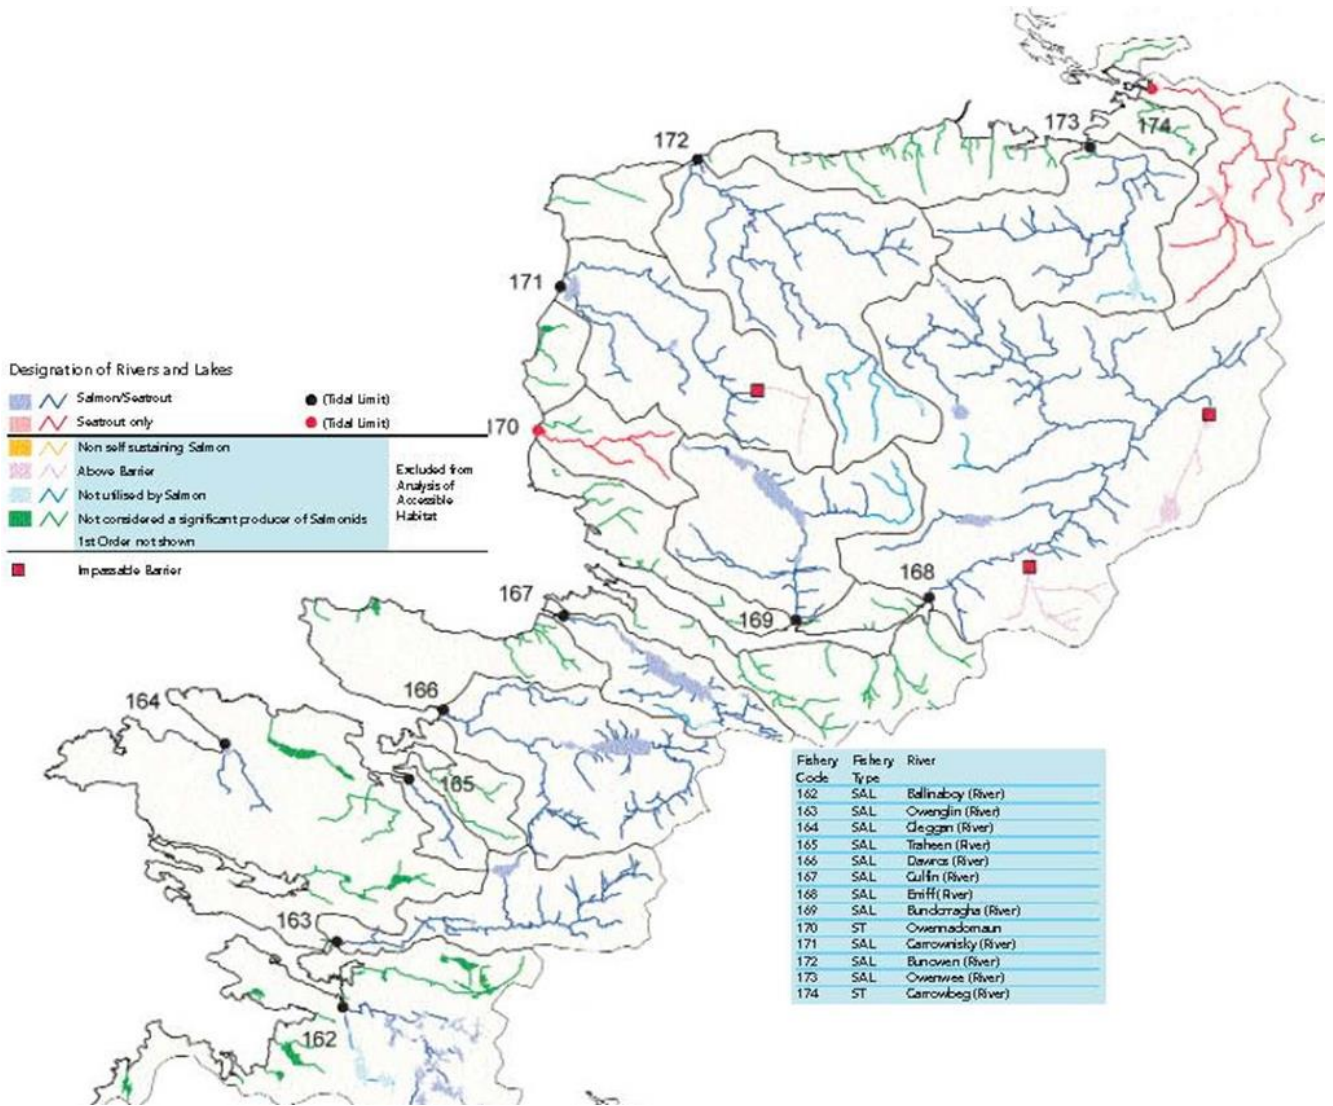 174
173
172
171
170
169
168
167
166
165
164
163
162
Designation of Rivers and Lakes
Salmon/Seatrout
(Tidal Limit)
Seatrout only
(Tidal Limit)
Non self sustaining Salmon
Above Barrier
Not utilised by Salmon
Not considered a significant producer of Salmonids
1st Order not shown
Excluded from
Analysis of
Accessible
Habitat
Impassable Barrier
Fishery Fishery River
Code Type
162 SAL Ballinaboy (River)
163 SAL Owenglin (River)
164 SAL Cleggan (River)
165 SAL Traheen (River)
166 SAL Dawros (River)
167 SAL Culfin (River)
168 SAL Erriff (River)
169 SAL Bundorragha (River)
170 ST Owennadornaun
171 SAL Carrownisky (River)
172 SAL Bunowen (River)
173 SAL Owenwee (River)
174 ST Carrowbeg (River)